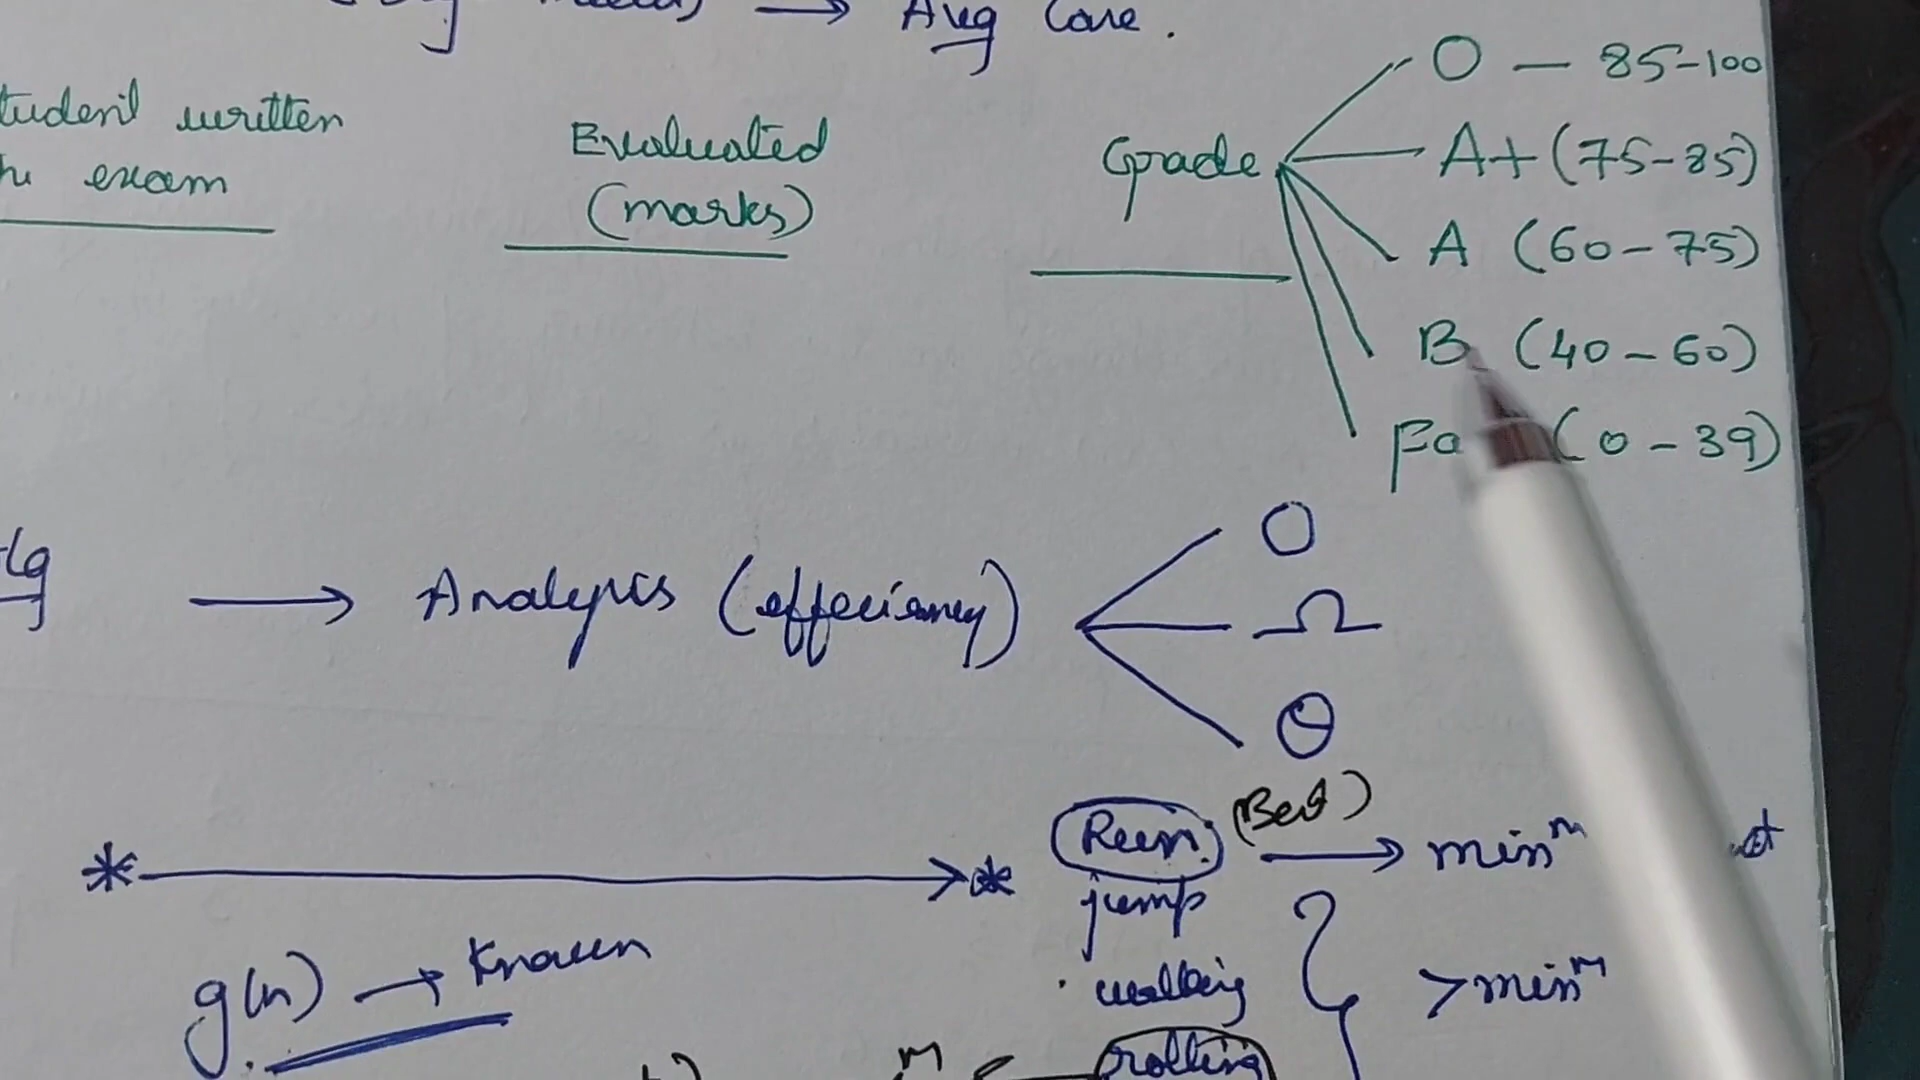 → Avg Case.
student written
exam
Evaluated
(marks)
Grade
O — 85-100
A+ (75-85)
A (60-75)
B (40-60)
Fa (0-39)
→ Analysis (effeciency)
O
Ω
Θ
* → *
Run (Best) → minᵐ
jump
walking
> minᵐ
rolling
g(n) → Known